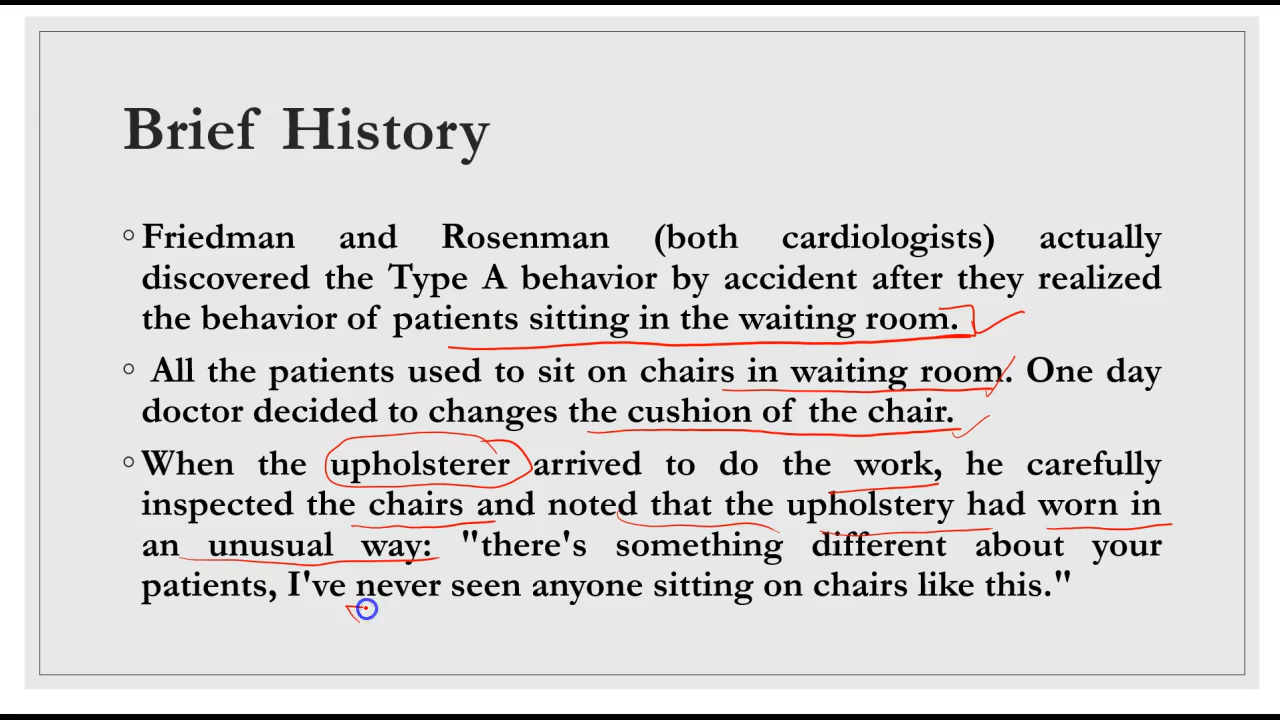 Brief History
◦ Friedman and Rosenman (both cardiologists) actually
discovered the Type A behavior by accident after they realized
the behavior of patients sitting in the waiting room.
◦ All the patients used to sit on chairs in waiting room. One day
doctor decided to changes the cushion of the chair.
◦ When the upholsterer arrived to do the work, he carefully
inspected the chairs and noted that the upholstery had worn in
an unusual way: "there's something different about your
patients, I've never seen anyone sitting on chairs like this."